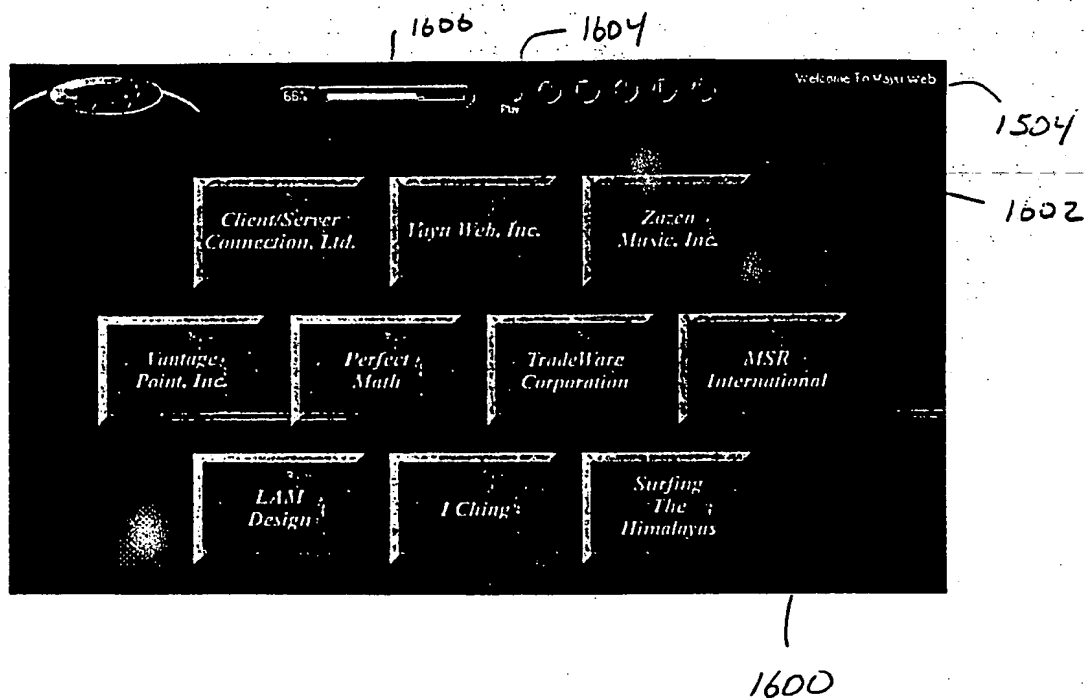 1606
1604
66%
Play
Welcome To Vayu Web
1504
1602
Client/Server
Connection, Ltd.
Vayu Web, Inc.
Zazen
Music, Inc.
Vantage
Point, Inc.
Perfect
Math
TradeWare
Corporation
MSR
International
LAM
Design
I Ching
Surfing
The
Himalayas
1600